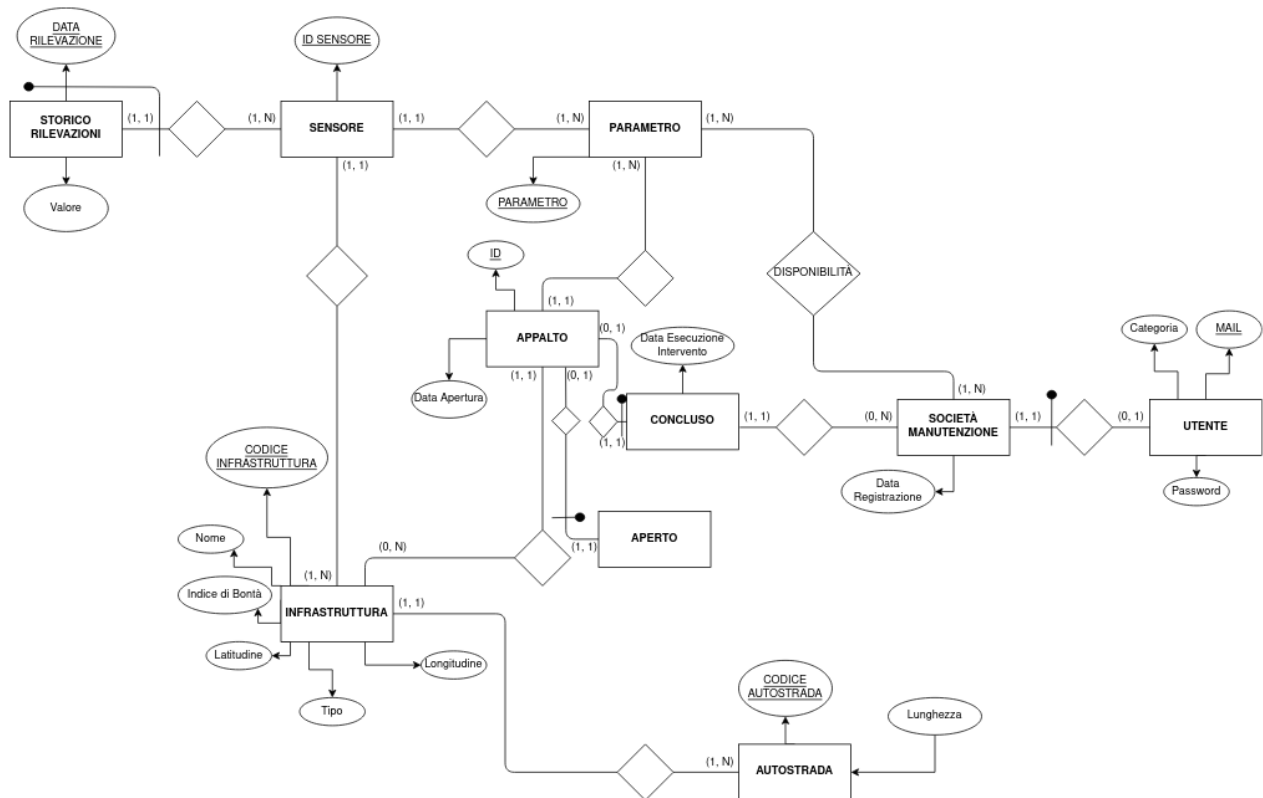 DATA
RILEVAZIONE
ID SENSORE
STORICO
RILEVAZIONI
(1, 1)
(1, N)
SENSORE
(1, 1)
(1, N)
PARAMETRO
(1, N)
(1, 1)
(1, N)
Valore
PARAMETRO
ID
DISPONIBILITÀ
(1, 1)
APPALTO
(0, 1)
Data Esecuzione
Intervento
Categoria
MAIL
(1, 1)
(0, 1)
Data Apertura
(1, N)
CONCLUSO
(1, 1)
(0, N)
SOCIETÀ
MANUTENZIONE
(1, 1)
(0, 1)
UTENTE
(1, 1)
CODICE
INFRASTRUTTURA
Data
Registrazione
Password
Nome
(0, N)
(1, 1)
APERTO
(1, N)
Indice di Bontà
INFRASTRUTTURA
(1, 1)
Latitudine
Longitudine
Tipo
CODICE
AUTOSTRADA
Lunghezza
(1, N)
AUTOSTRADA